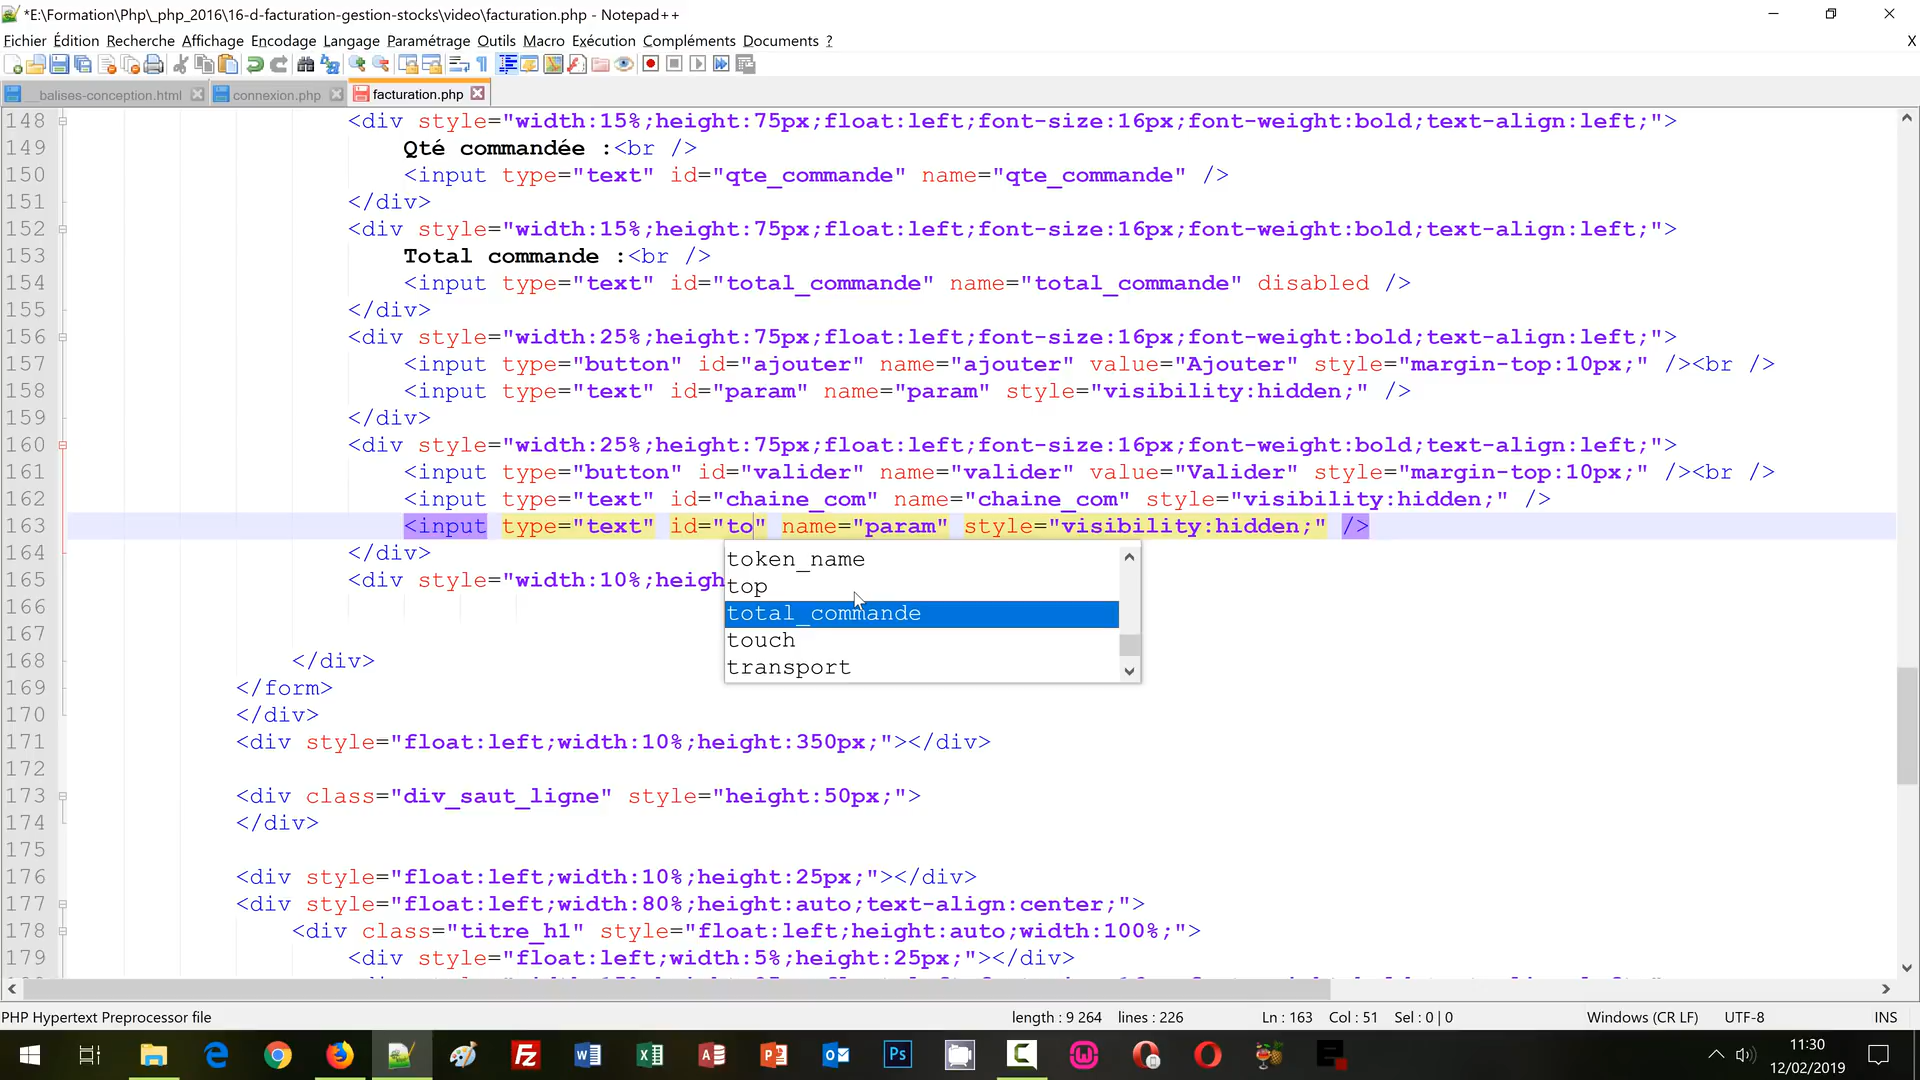 *E:\Formation\Php\_php_2016\16-d-facturation-gestion-stocks\video\facturation.php - Notepad++
Fichier Édition Recherche Affichage Encodage Langage Paramétrage Outils Macro Exécution Compléments Documents ? X
__balises-conception.html connexion.php facturation.php
148 <div style="width:15%;height:75px;float:left;font-size:16px;font-weight:bold;text-align:left;">
149 Qté commandée :<br />
150 <input type="text" id="qte_commande" name="qte_commande" />
151 </div>
152 <div style="width:15%;height:75px;float:left;font-size:16px;font-weight:bold;text-align:left;">
153 Total commande :<br />
154 <input type="text" id="total_commande" name="total_commande" disabled />
155 </div>
156 <div style="width:25%;height:75px;float:left;font-size:16px;font-weight:bold;text-align:left;">
157 <input type="button" id="ajouter" name="ajouter" value="Ajouter" style="margin-top:10px;" /><br />
158 <input type="text" id="param" name="param" style="visibility:hidden;" />
159 </div>
160 <div style="width:25%;height:75px;float:left;font-size:16px;font-weight:bold;text-align:left;">
161 <input type="button" id="valider" name="valider" value="Valider" style="margin-top:10px;" /><br />
162 <input type="text" id="chaine_com" name="chaine_com" style="visibility:hidden;" />
163 <input type="text" id="to" name="param" style="visibility:hidden;" />
164 </div>
token_name
165 <div style="width:10%;heigh
top
166
total_commande
167
touch
168 </div>
transport
169 </form>
170 </div>
171 <div style="float:left;width:10%;height:350px;"></div>
172
173 <div class="div_saut_ligne" style="height:50px;">
174 </div>
175
176 <div style="float:left;width:10%;height:25px;"></div>
177 <div style="float:left;width:80%;height:auto;text-align:center;">
178 <div class="titre_h1" style="float:left;height:auto;width:100%;">
179 <div style="float:left;width:5%;height:25px;"></div>
PHP Hypertext Preprocessor file length : 9 264 lines : 226 Ln : 163 Col : 51 Sel : 0 | 0 Windows (CR LF) UTF-8 INS
11:30
12/02/2019